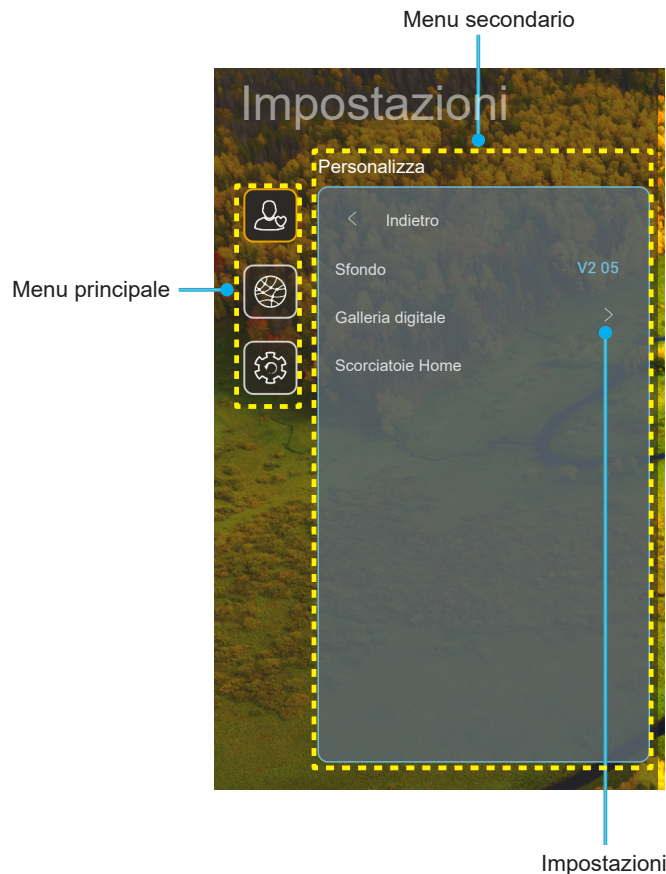 Menu secondario
Impostazioni
Personalizza
Indietro
Sfondo V2 05
Menu principale
Galleria digitale
Scorciatoie Home
Impostazioni